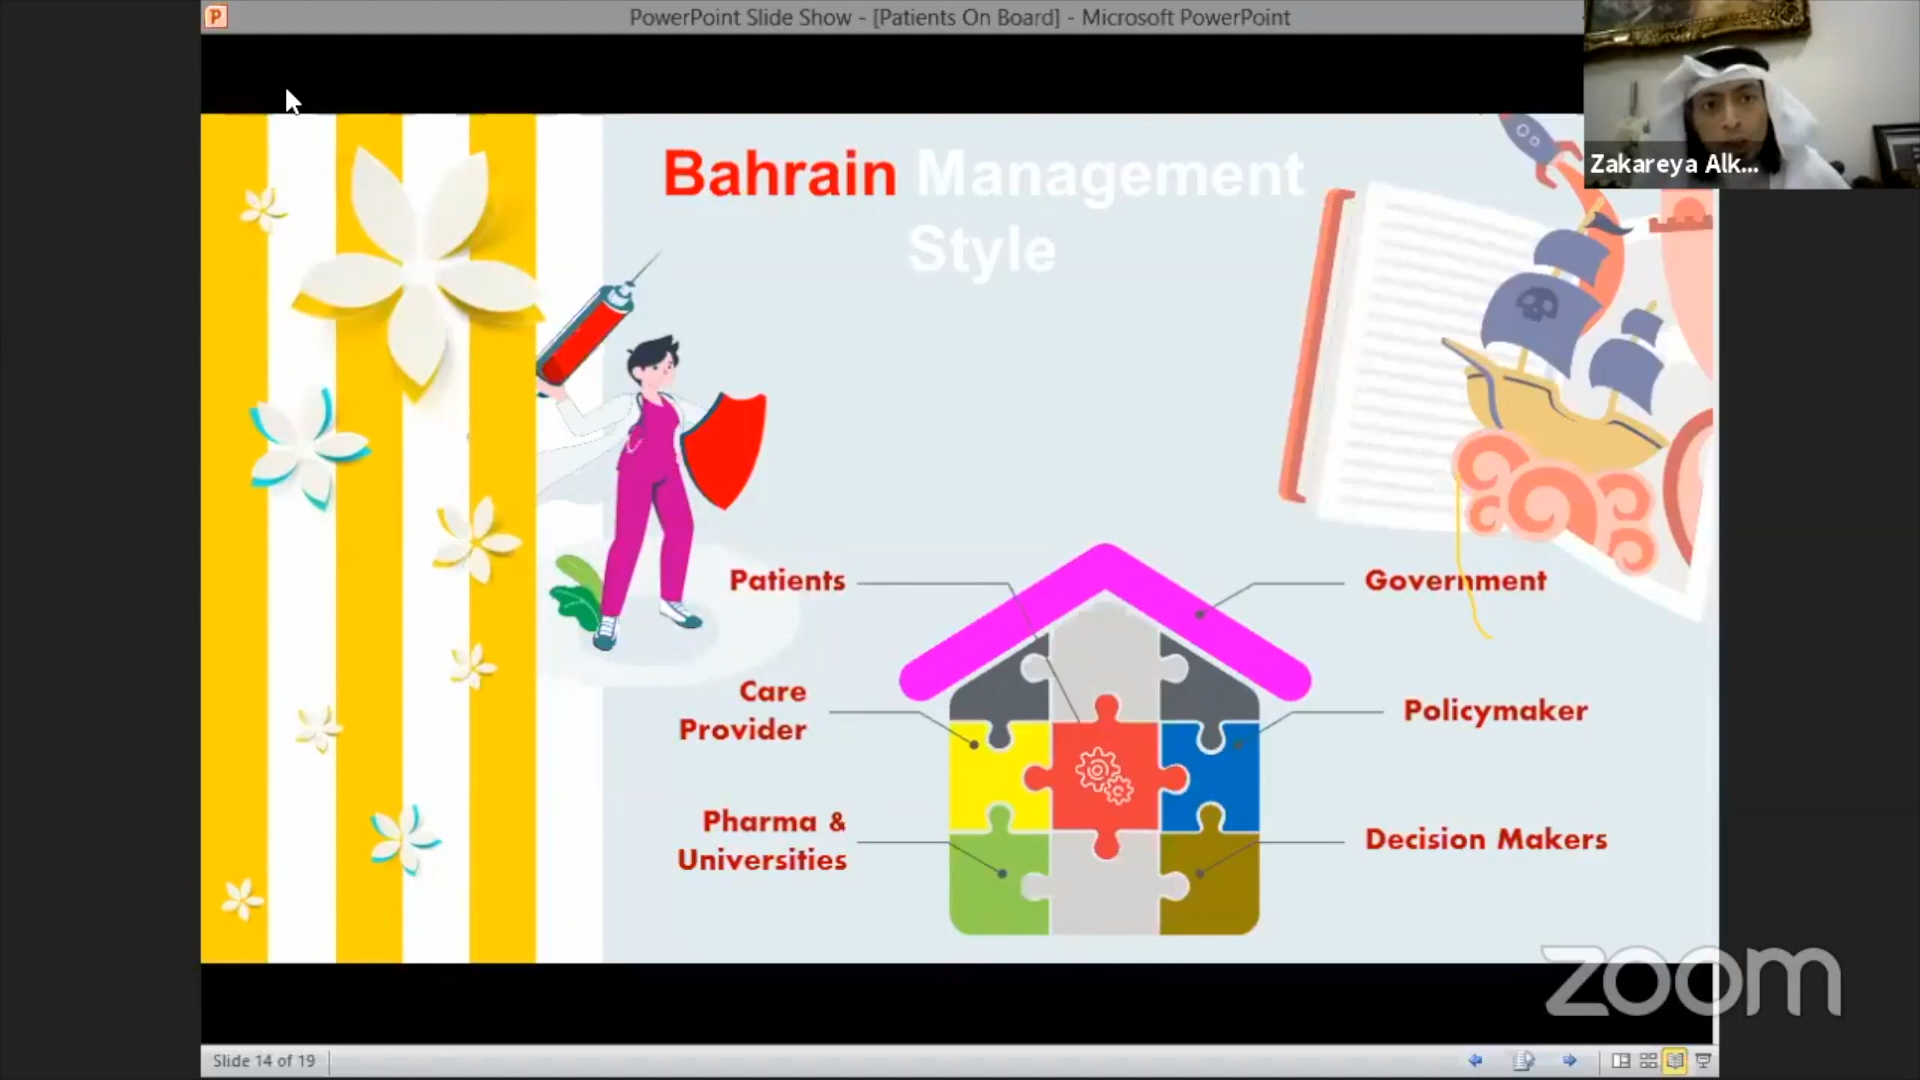 PowerPoint Slide Show - [Patients On Board] - Microsoft PowerPoint
Zakareya Alk...
Bahrain Management
Style
Patients
Government
Care
Provider
Policymaker
Pharma &
Universities
Decision Makers
zoom
Slide 14 of 19